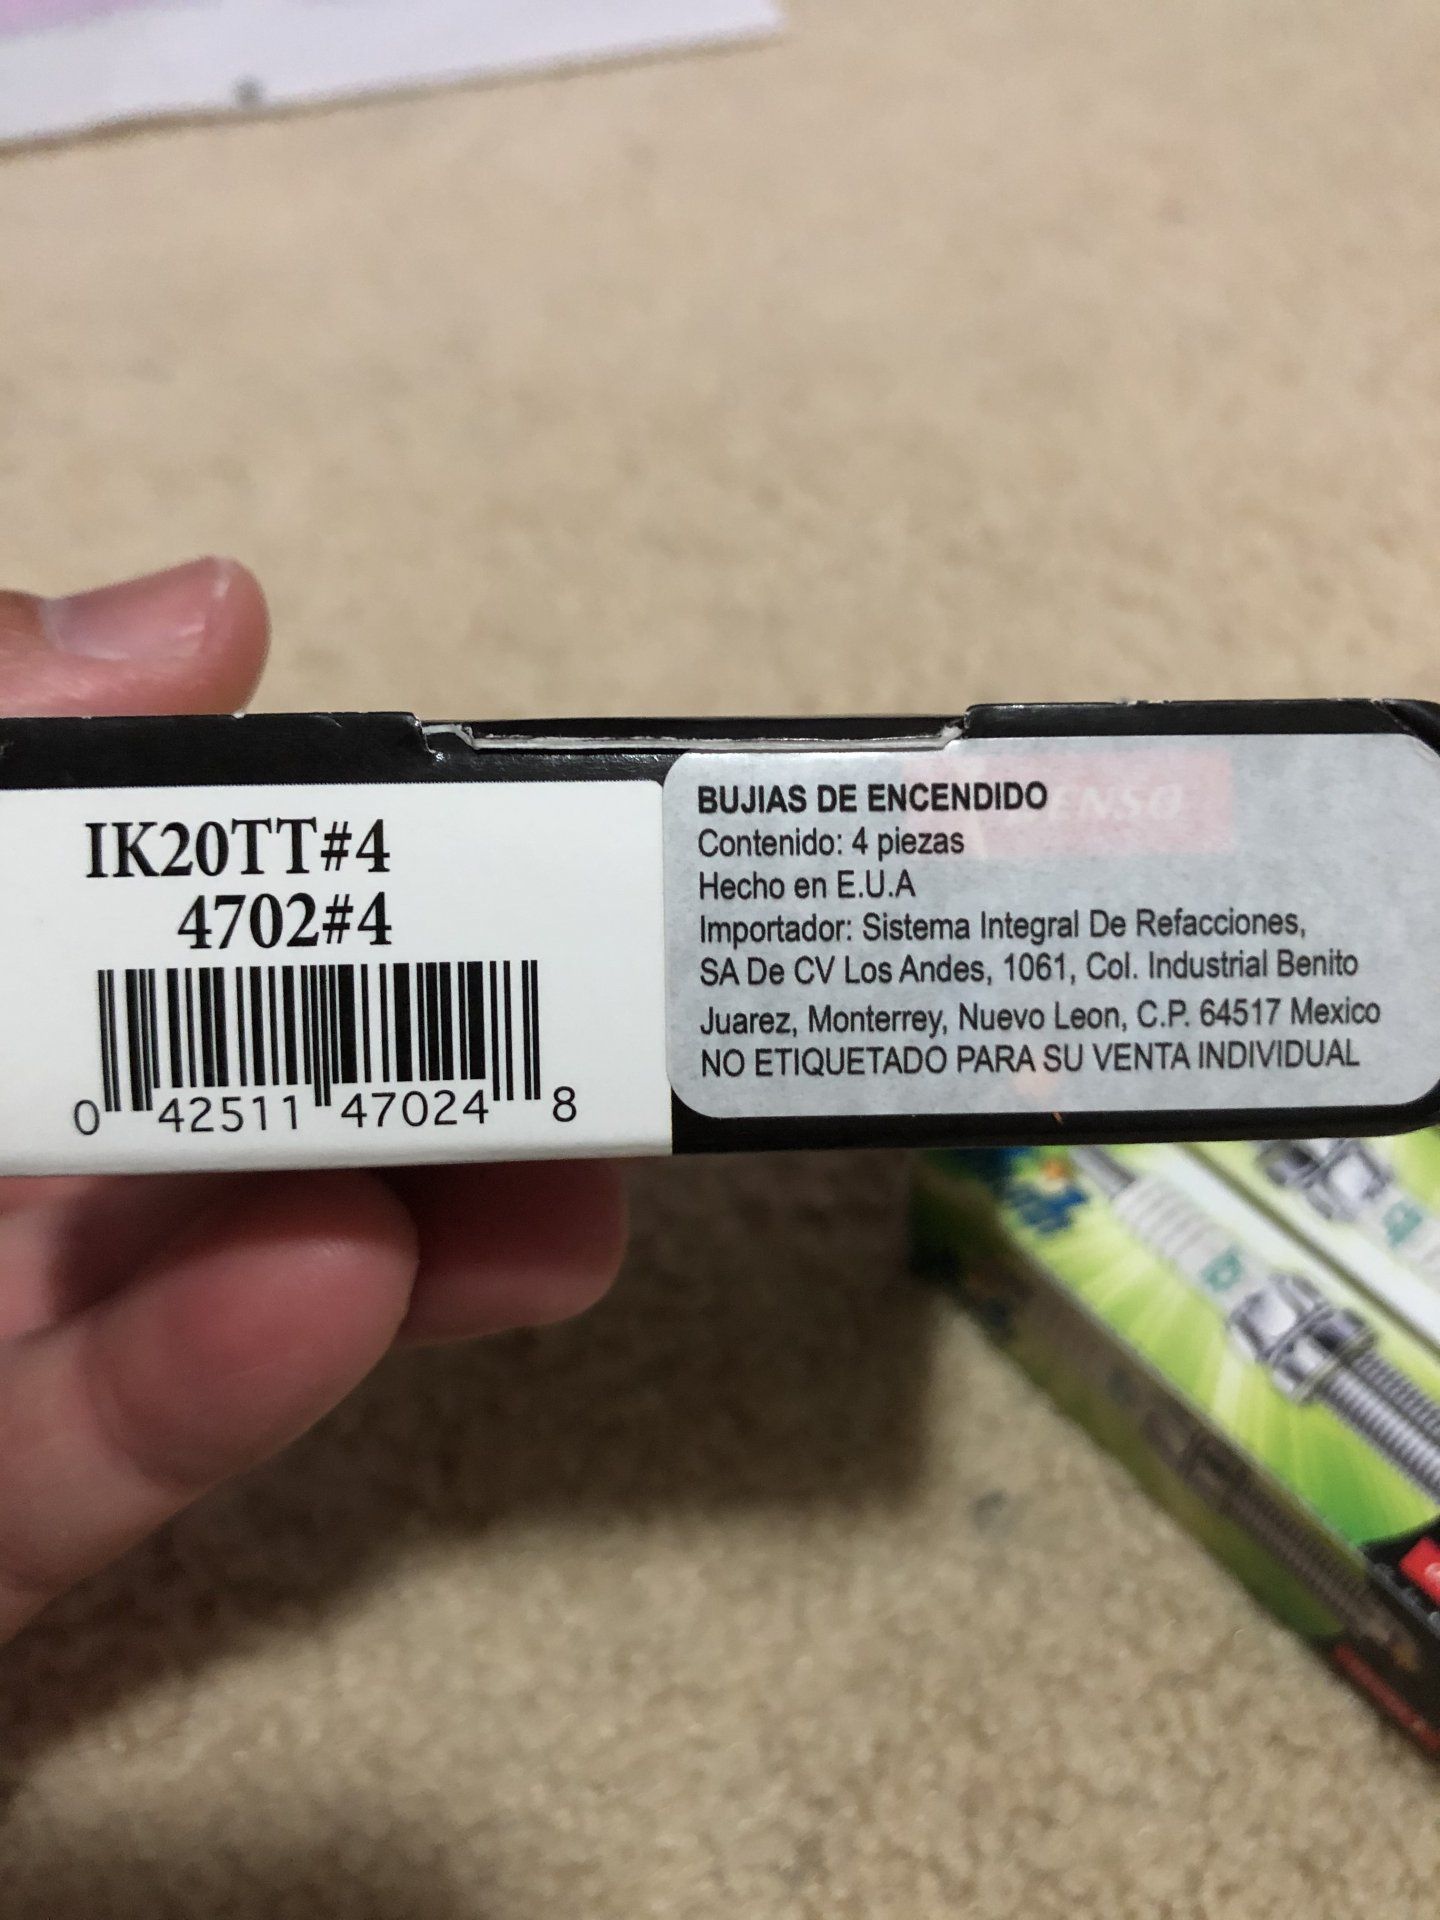 IK20TT#4
4702#4
0 42511 47024 8
BUJIAS DE ENCENDIDO
Contenido: 4 piezas
Hecho en E.U.A
Importador: Sistema Integral De Refacciones,
SA De CV Los Andes, 1061, Col. Industrial Benito
Juarez, Monterrey, Nuevo Leon, C.P. 64517 Mexico
NO ETIQUETADO PARA SU VENTA INDIVIDUAL